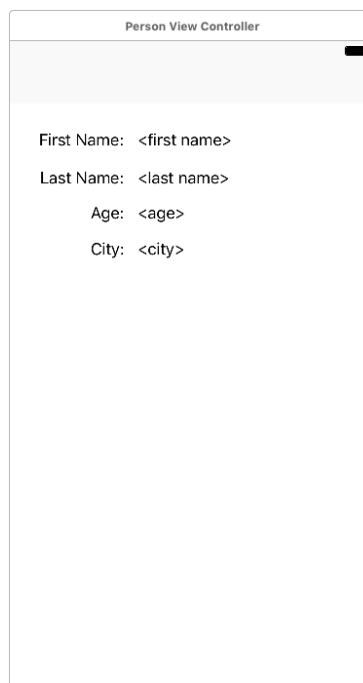 Person View Controller
First Name: <first name>
Last Name: <last name>
Age: <age>
City: <city>